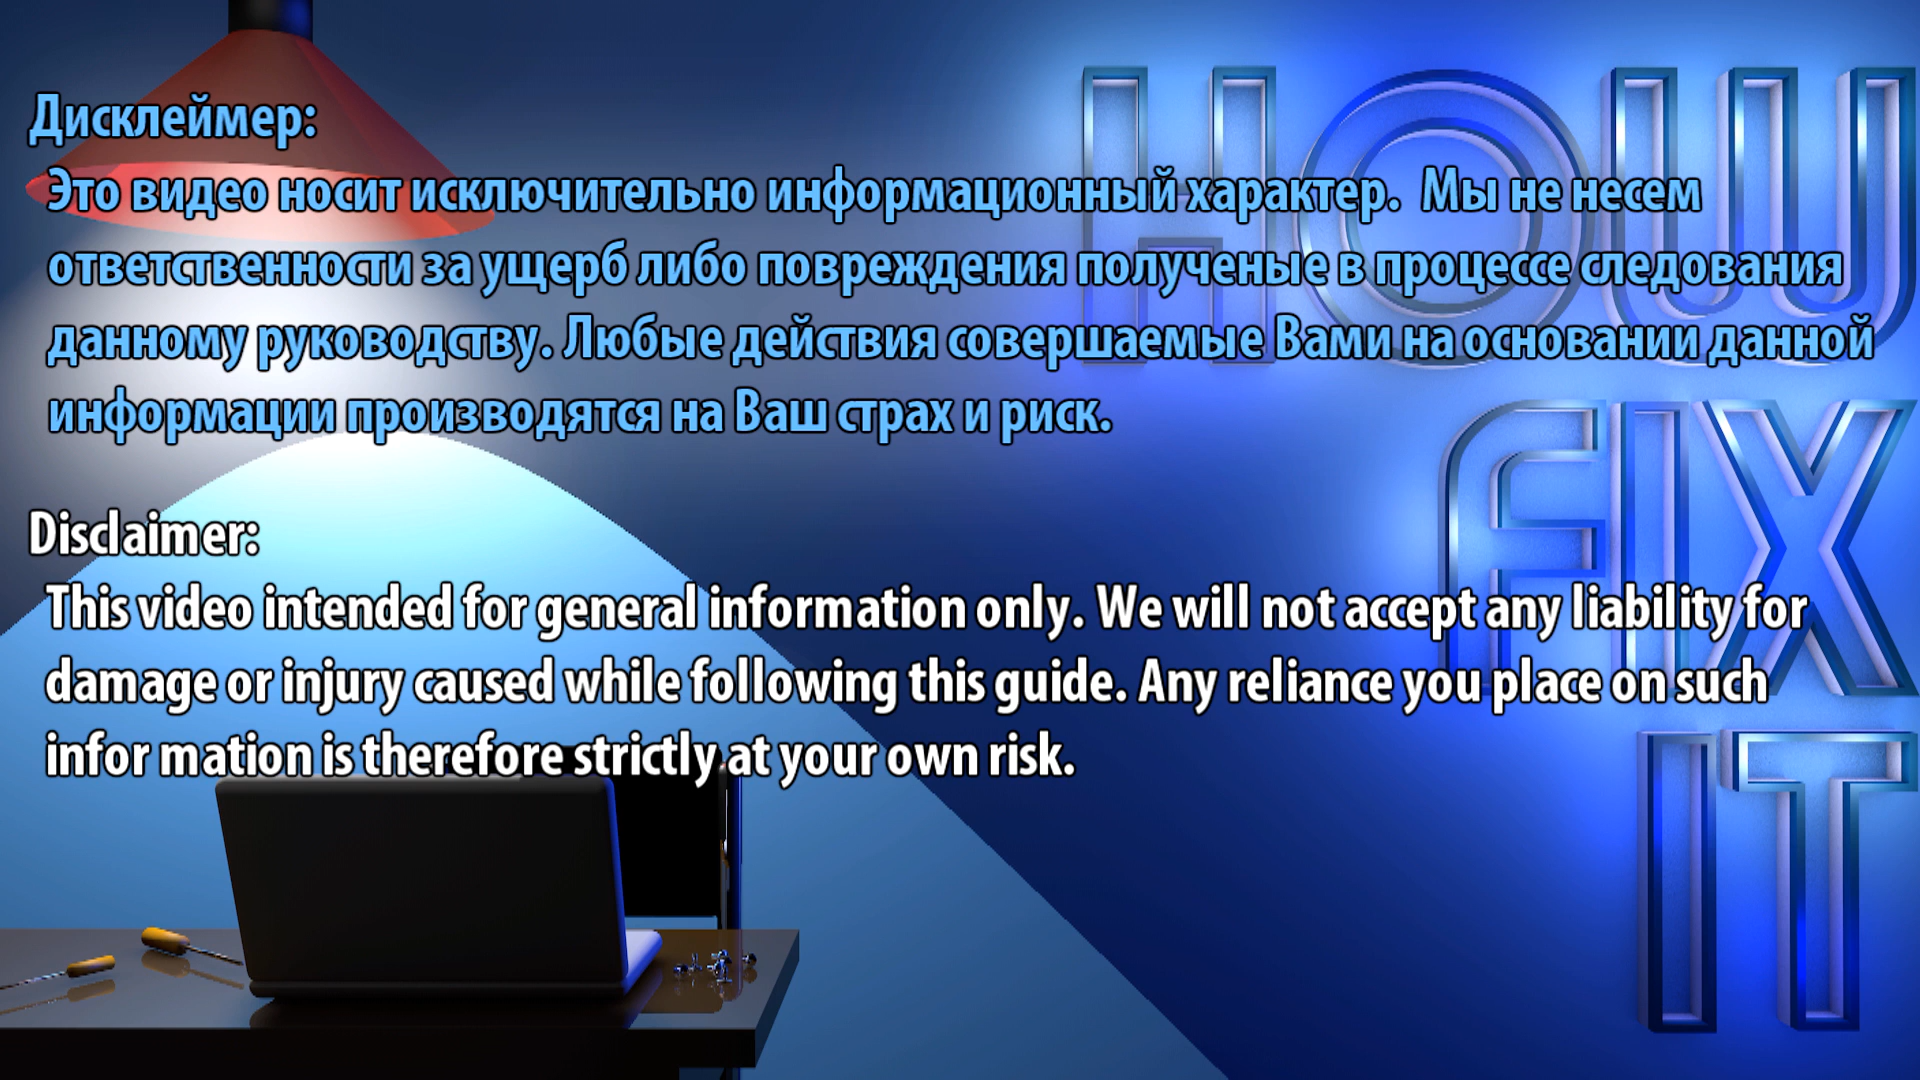 Дисклеймер:
Это видео носит исключительно информационный характер. Мы не несем
ответственности за ущерб либо повреждения полученые в процессе следования
данному руководству. Любые действия совершаемые Вами на основании данной
информации производятся на Ваш страх и риск.
Disclaimer:
This video intended for general information only. We will not accept any liability for
damage or injury caused while following this guide. Any reliance you place on such
infor mation is therefore strictly at your own risk.
HOW
FIX
IT